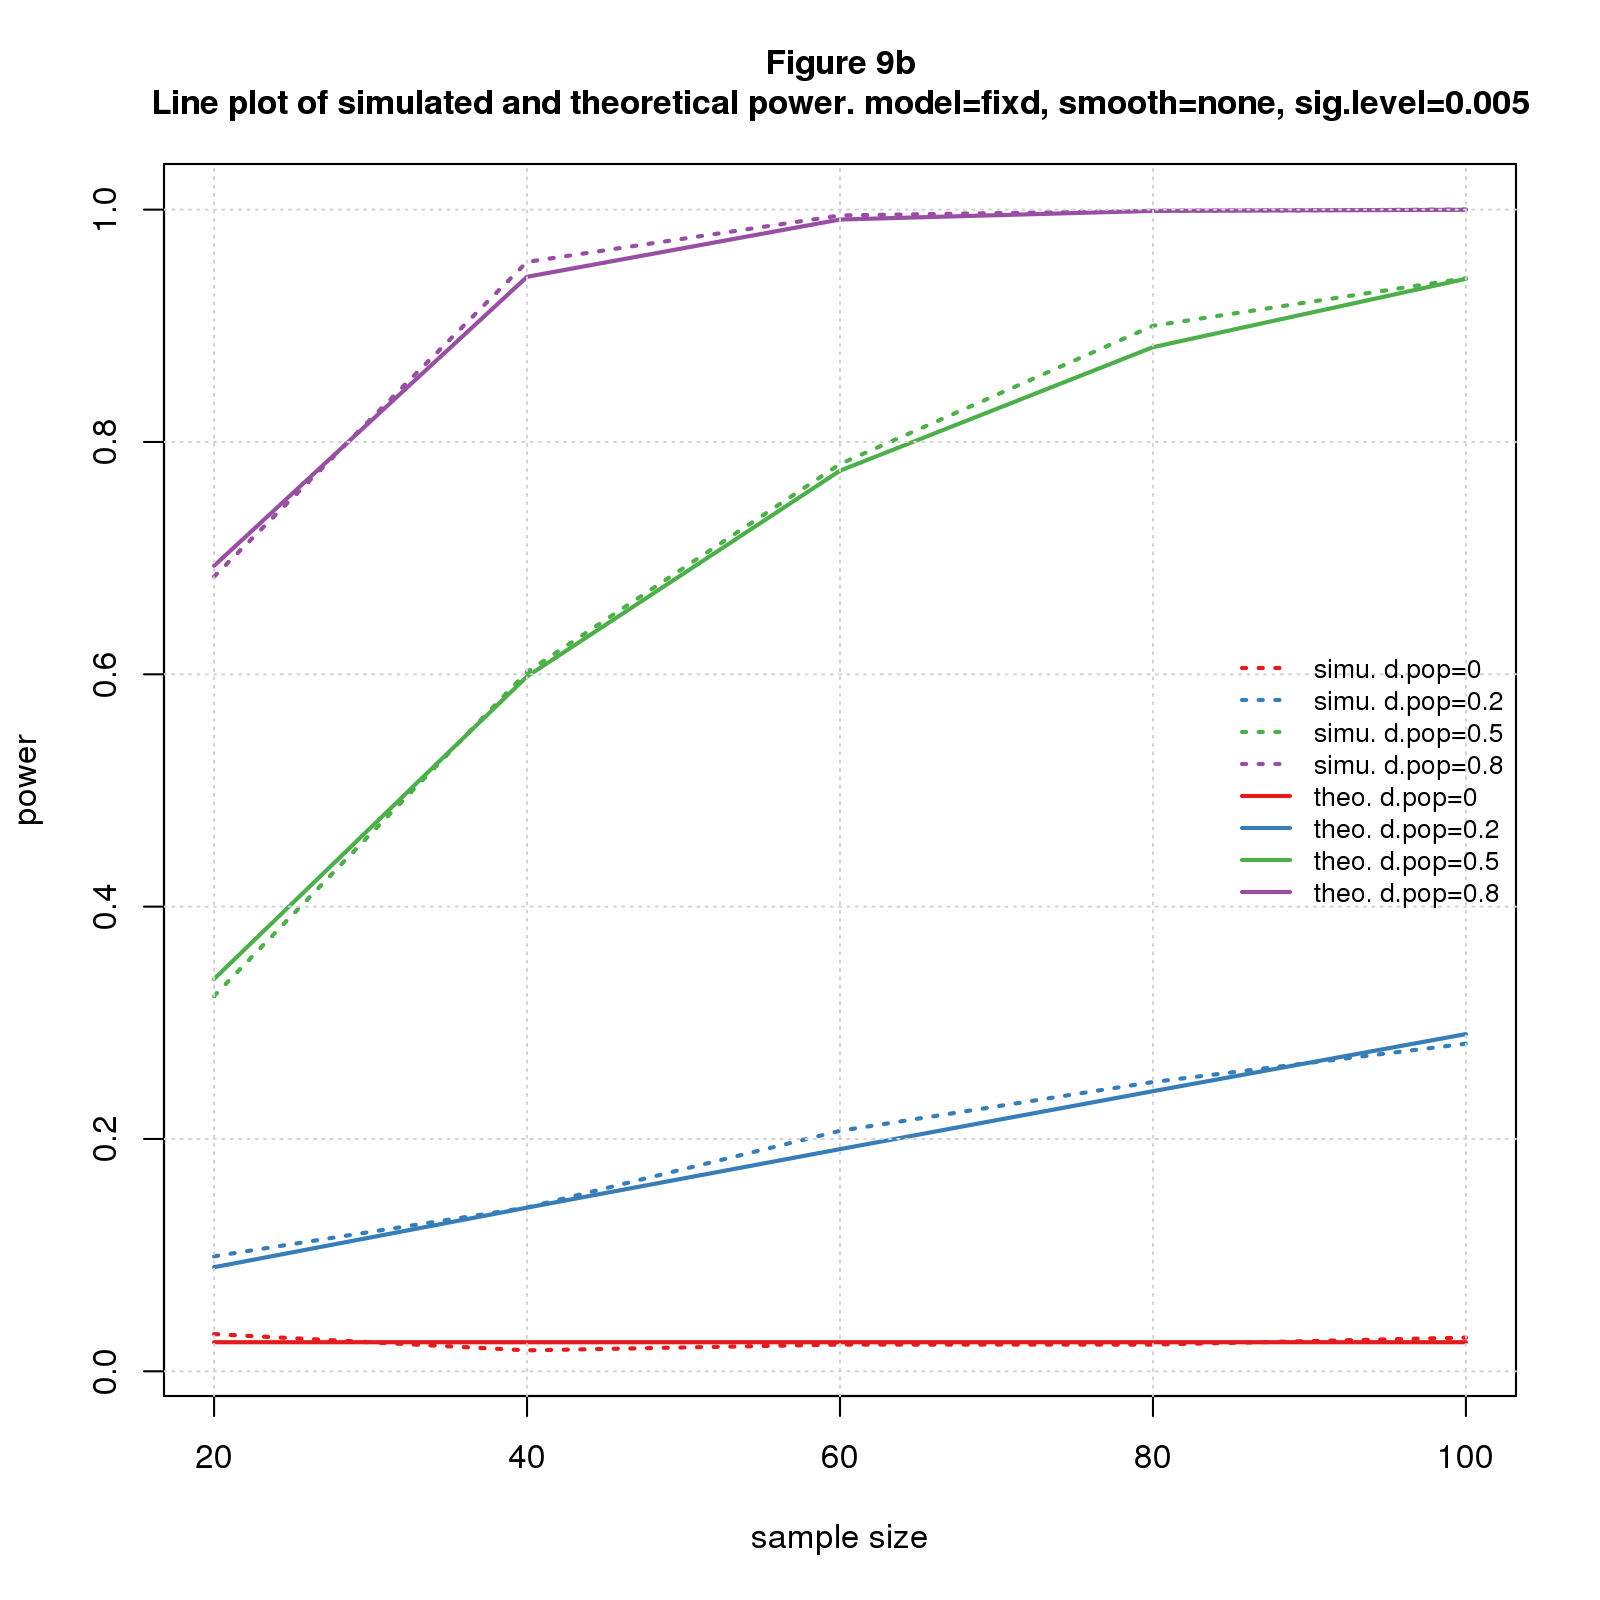 Figure 9b
Line plot of simulated and theoretical power. model=fixd, smooth=none, sig.level=0.005
1.0
0.8
0.6
0.4
0.2
0.0
power
simu. d.pop=0
simu. d.pop=0.2
simu. d.pop=0.5
simu. d.pop=0.8
theo. d.pop=0
theo. d.pop=0.2
theo. d.pop=0.5
theo. d.pop=0.8
20 40 60 80 100
sample size